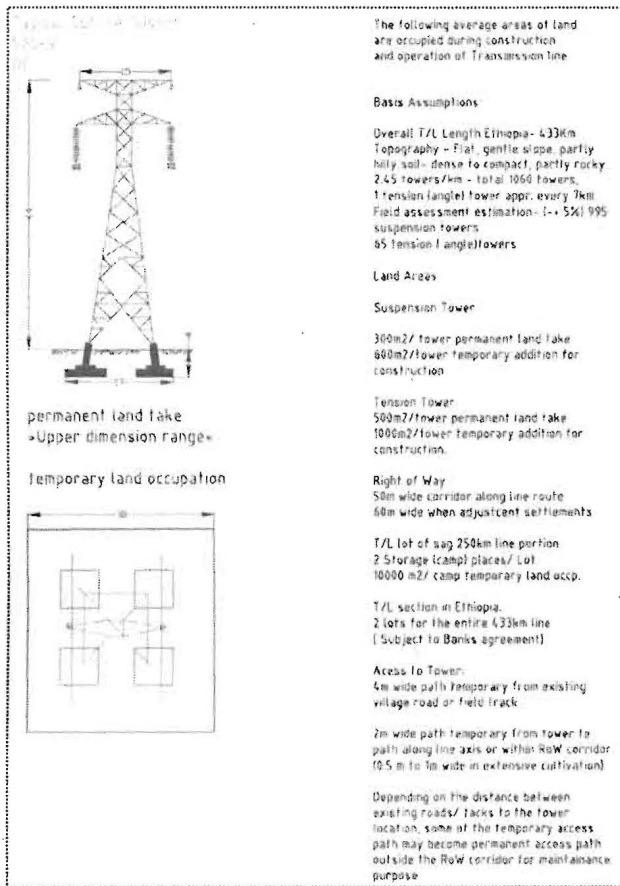 The following average areas of land
are occupied during construction
and operation of Transmission line
Basis Assumptions
Overall T/L Length Ethiopia- 433Km
Topography - Flat, gentle slope, partly
hilly soil- dense to compact, partly rocky
2.45 towers/km - total 1060 towers,
1 tension (angle) tower appr. every 7km
Field assessment estimation- (-+ 5%) 995
suspension towers
65 tension ( angle)towers
Land Areas
Suspension Tower
300m2/ tower permanent land take
600m2/tower temporary addition for
construction
Tension Tower
500m2/tower permanent land take
1000m2/tower temporary addition for
construction.
Right of Way
50m wide corridor along line route
60m wide when adjustcent settlements
T/L lot of sag 250km line portion
2 Storage (camp) places/ Lot
10000 m2/ camp temporary land occp.
T/L section in Ethiopia.
2 lots for the entire 433km line
( Subject to Banks agreement)
Acess to Tower:
4m wide path temporary from existing
village road or field track
2m wide path temporary from tower to
path along line axis or within RoW corridor
(0.5 m to 1m wide in extensive cultivation)
Depending on the distance between
existing roads/ tacks to the tower
location, some of the temporary access
path may become permanent access path
outside the RoW corridor for maintainance
purpose
permanent land take
"Upper dimension range"
temporary land occupation